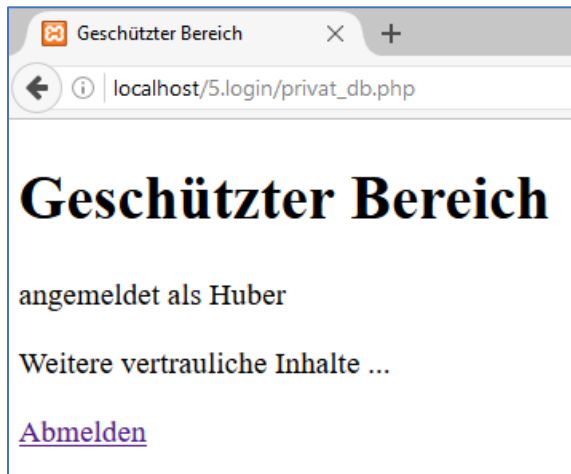 Geschützter Bereich
localhost/5.login/privat_db.php
Geschützter Bereich
angemeldet als Huber
Weitere vertrauliche Inhalte ...
Abmelden